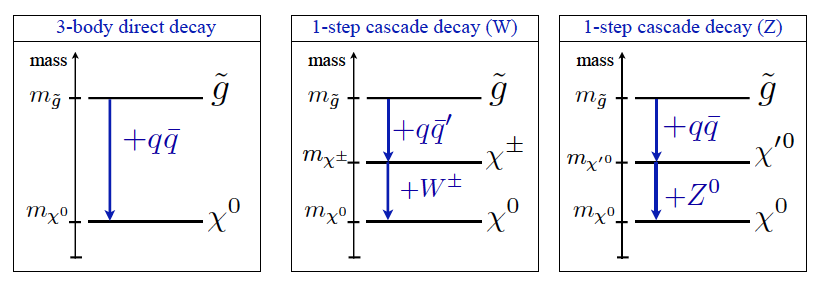 3-body direct decay
mass
m_g̃
g̃
+qq̄
m_χ⁰
χ⁰
1-step cascade decay (W)
mass
m_g̃
g̃
+qq̄′
m_χ±
χ±
+W±
m_χ⁰
χ⁰
1-step cascade decay (Z)
mass
m_g̃
g̃
+qq̄
m_χ′⁰
χ′⁰
+Z⁰
m_χ⁰
χ⁰